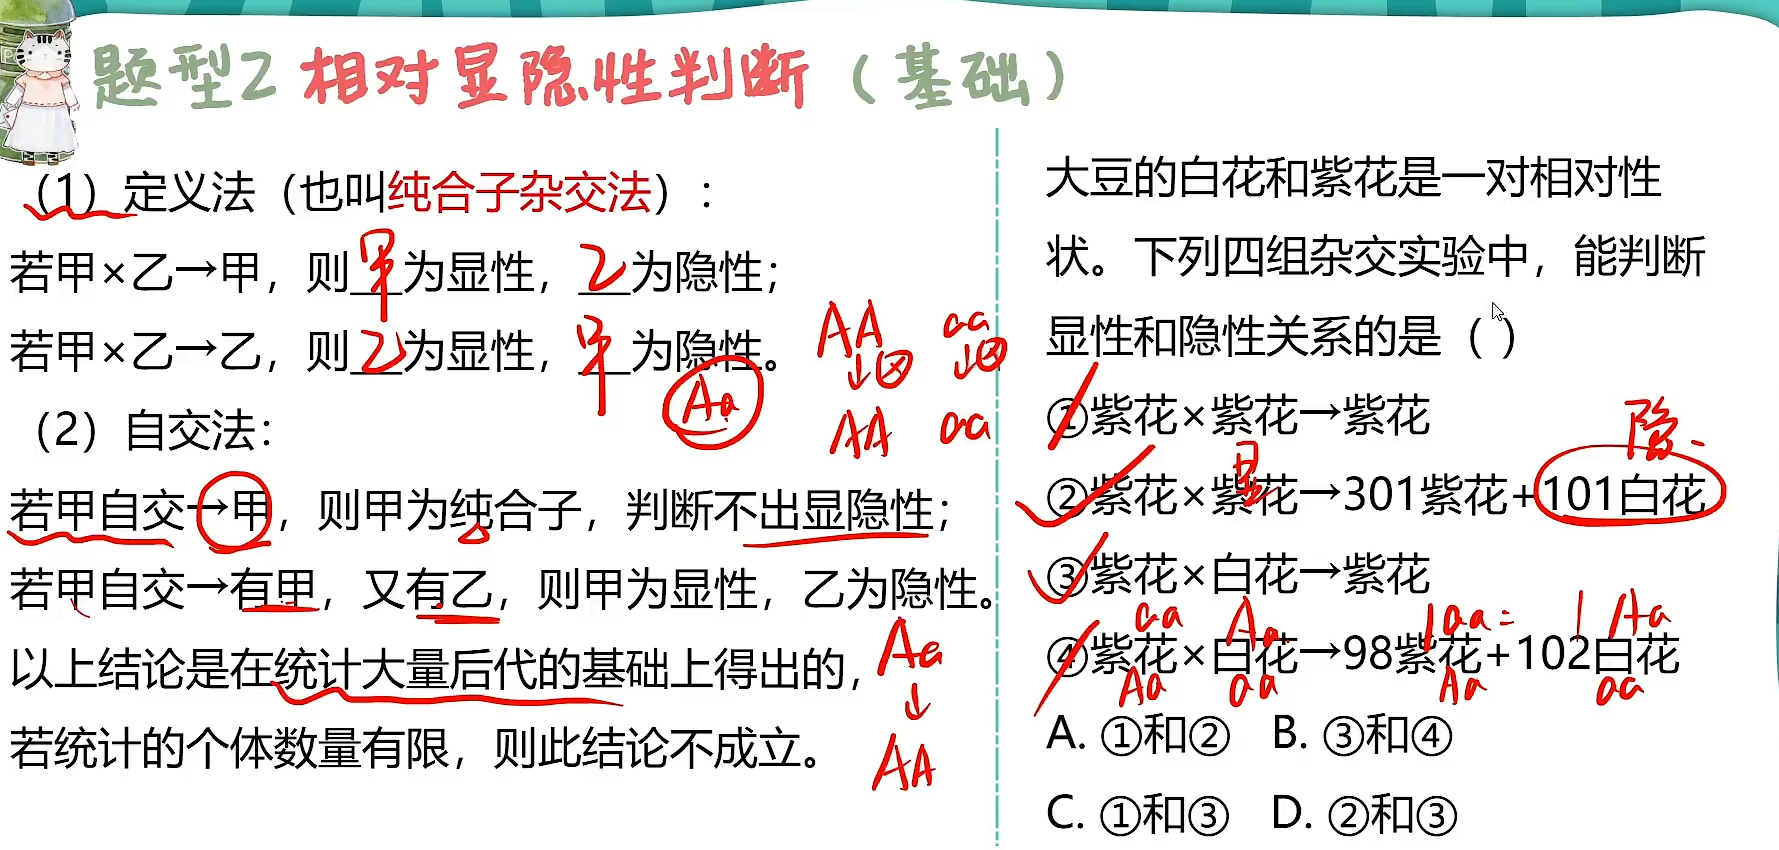 题型2 相对显隐性判断（基础）
（1）定义法（也叫纯合子杂交法）：
若甲×乙→甲，则甲为显性，乙为隐性；
若甲×乙→乙，则乙为显性，甲为隐性。
AA aa
↓⊗ ↓⊗
AA aa
Aa
（2）自交法：
若甲自交→甲，则甲为纯合子，判断不出显隐性；
若甲自交→有甲，又有乙，则甲为显性，乙为隐性。
以上结论是在统计大量后代的基础上得出的，
若统计的个体数量有限，则此结论不成立。
Aa
↓
AA
大豆的白花和紫花是一对相对性
状。下列四组杂交实验中，能判断
显性和隐性关系的是（ ）
①紫花×紫花→紫花
显 隐
②紫花×紫花→301紫花+101白花
③紫花×白花→紫花
aa Aa 1aa = 1Aa
④紫花×白花→98紫花+102白花
Aa aa Aa aa
A. ①和② B. ③和④
C. ①和③ D. ②和③